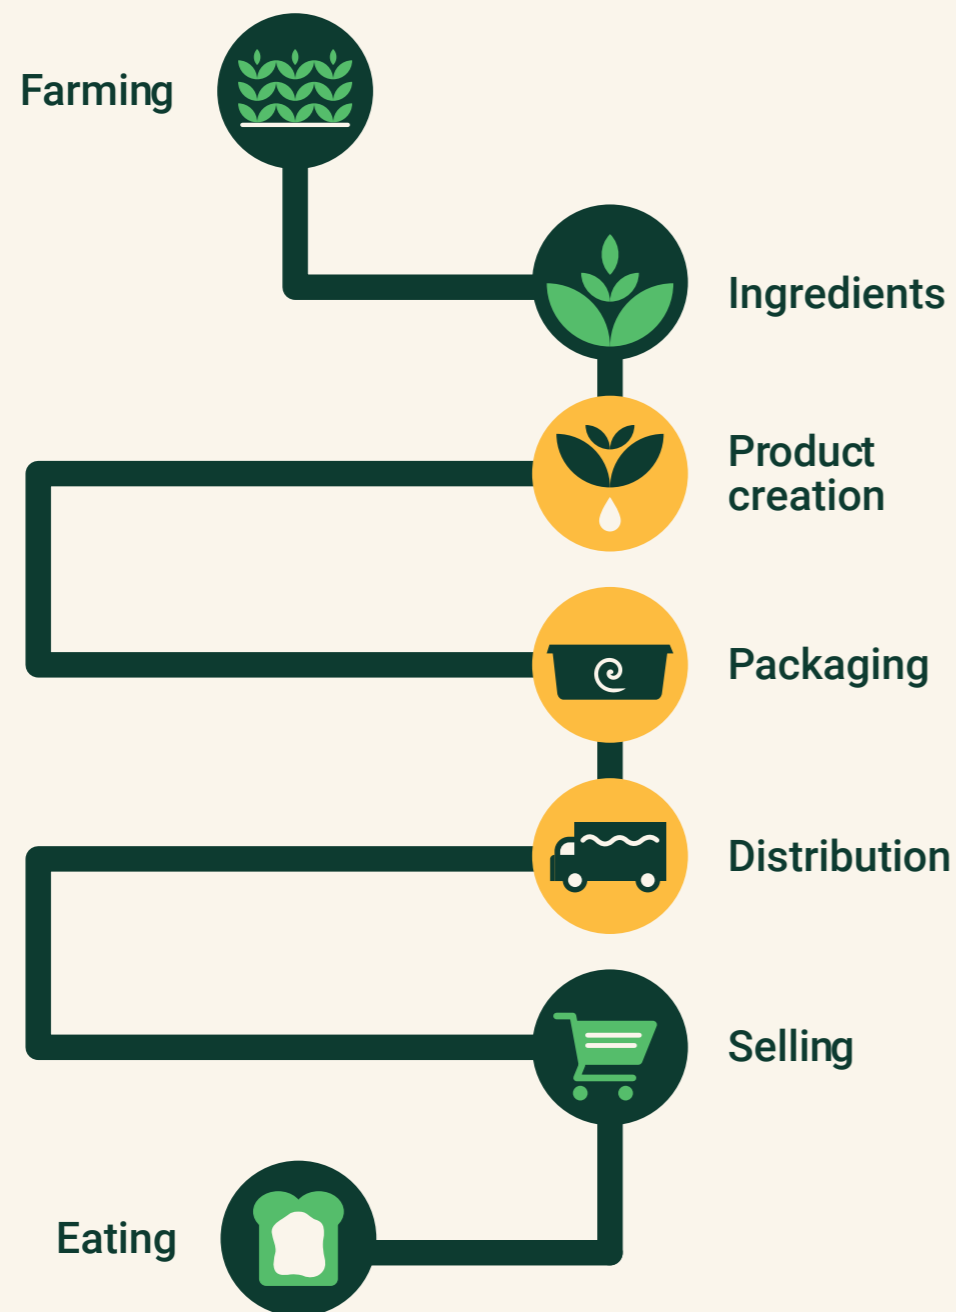 Farming
Ingredients
Product
creation
Packaging
Distribution
Selling
Eating